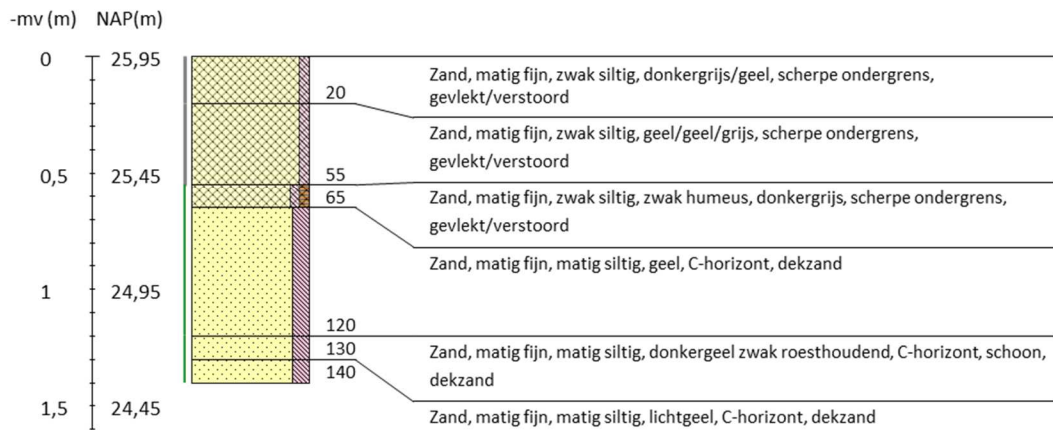 -mv (m) NAP(m)
0 25,95
Zand, matig fijn, zwak siltig, donkergrijs/geel, scherpe ondergrens,
20
gevlekt/verstoord
Zand, matig fijn, zwak siltig, geel/geel/grijs, scherpe ondergrens,
gevlekt/verstoord
0,5 25,45
55
65
Zand, matig fijn, zwak siltig, zwak humeus, donkergrijs, scherpe ondergrens,
gevlekt/verstoord
Zand, matig fijn, matig siltig, geel, C-horizont, dekzand
1 24,95
120
130
Zand, matig fijn, matig siltig, donkergeel zwak roesthoudend, C-horizont, schoon,
140
dekzand
1,5 24,45
Zand, matig fijn, matig siltig, lichtgeel, C-horizont, dekzand